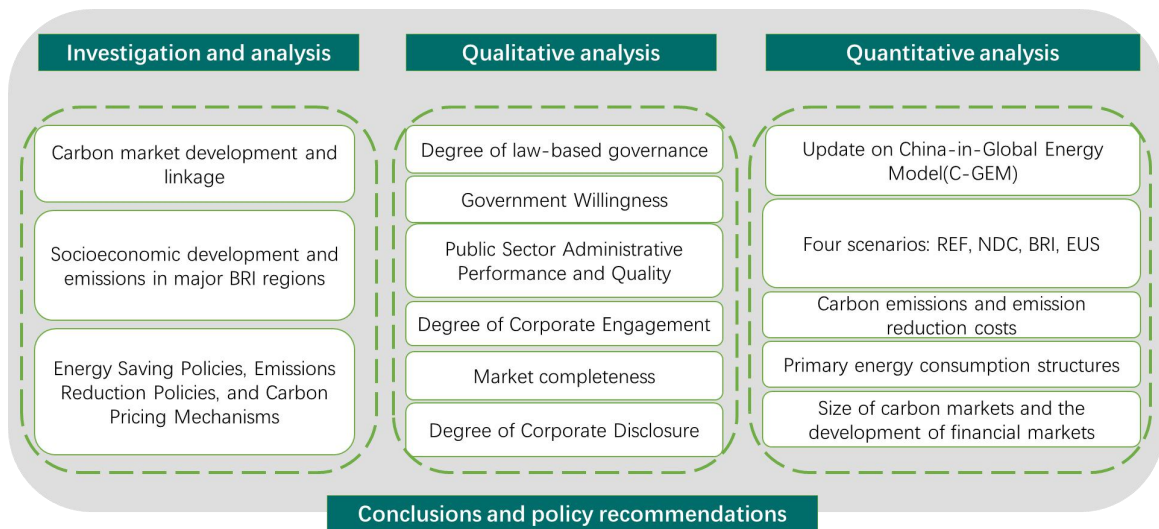 Investigation and analysis
Carbon market development and
linkage
Socioeconomic development and
emissions in major BRI regions
Energy Saving Policies, Emissions
Reduction Policies, and Carbon
Pricing Mechanisms
Qualitative analysis
Degree of law-based governance
Government Willingness
Public Sector Administrative
Performance and Quality
Degree of Corporate Engagement
Market completeness
Degree of Corporate Disclosure
Quantitative analysis
Update on China-in-Global Energy
Model(C-GEM)
Four scenarios: REF, NDC, BRI, EUS
Carbon emissions and emission
reduction costs
Primary energy consumption structures
Size of carbon markets and the
development of financial markets
Conclusions and policy recommendations